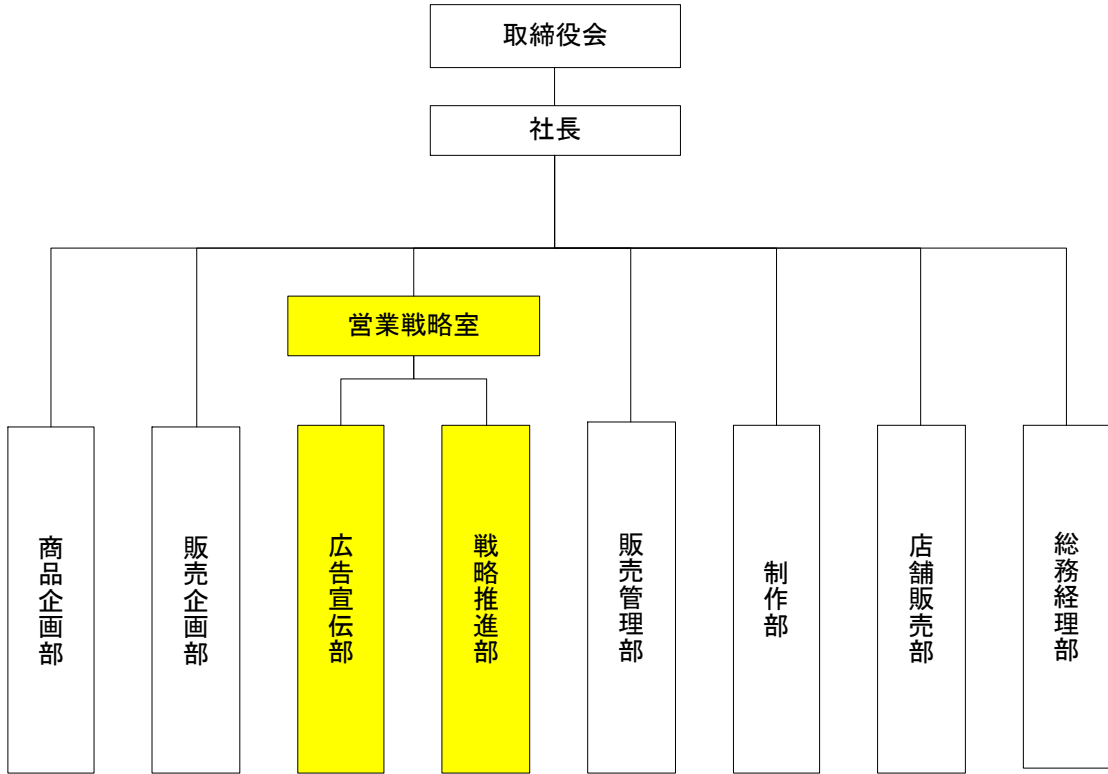 取締役会
社長
営業戦略室
商品企画部
販売企画部
広告宣伝部
戦略推進部
販売管理部
制作部
店舗販売部
総務経理部